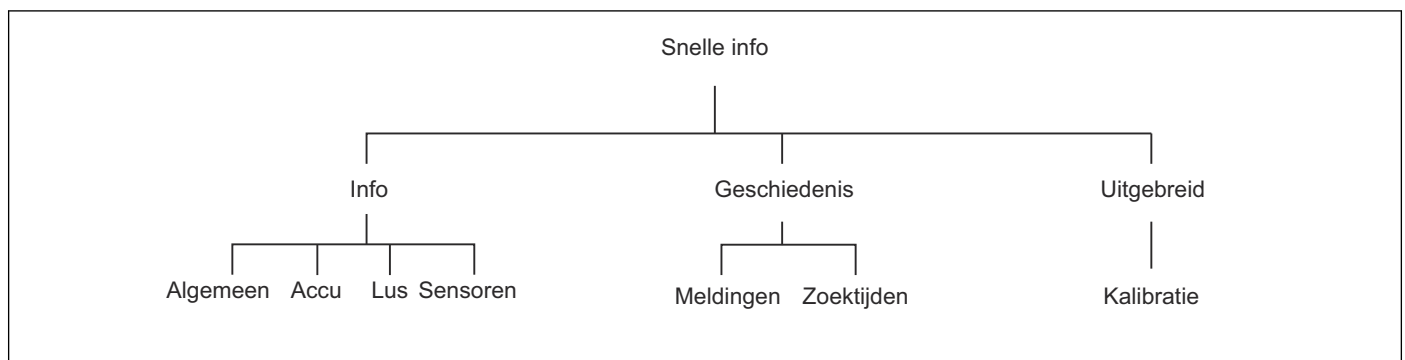 Snelle info
Info Geschiedenis Uitgebreid
Algemeen Accu Lus Sensoren Meldingen Zoektijden Kalibratie